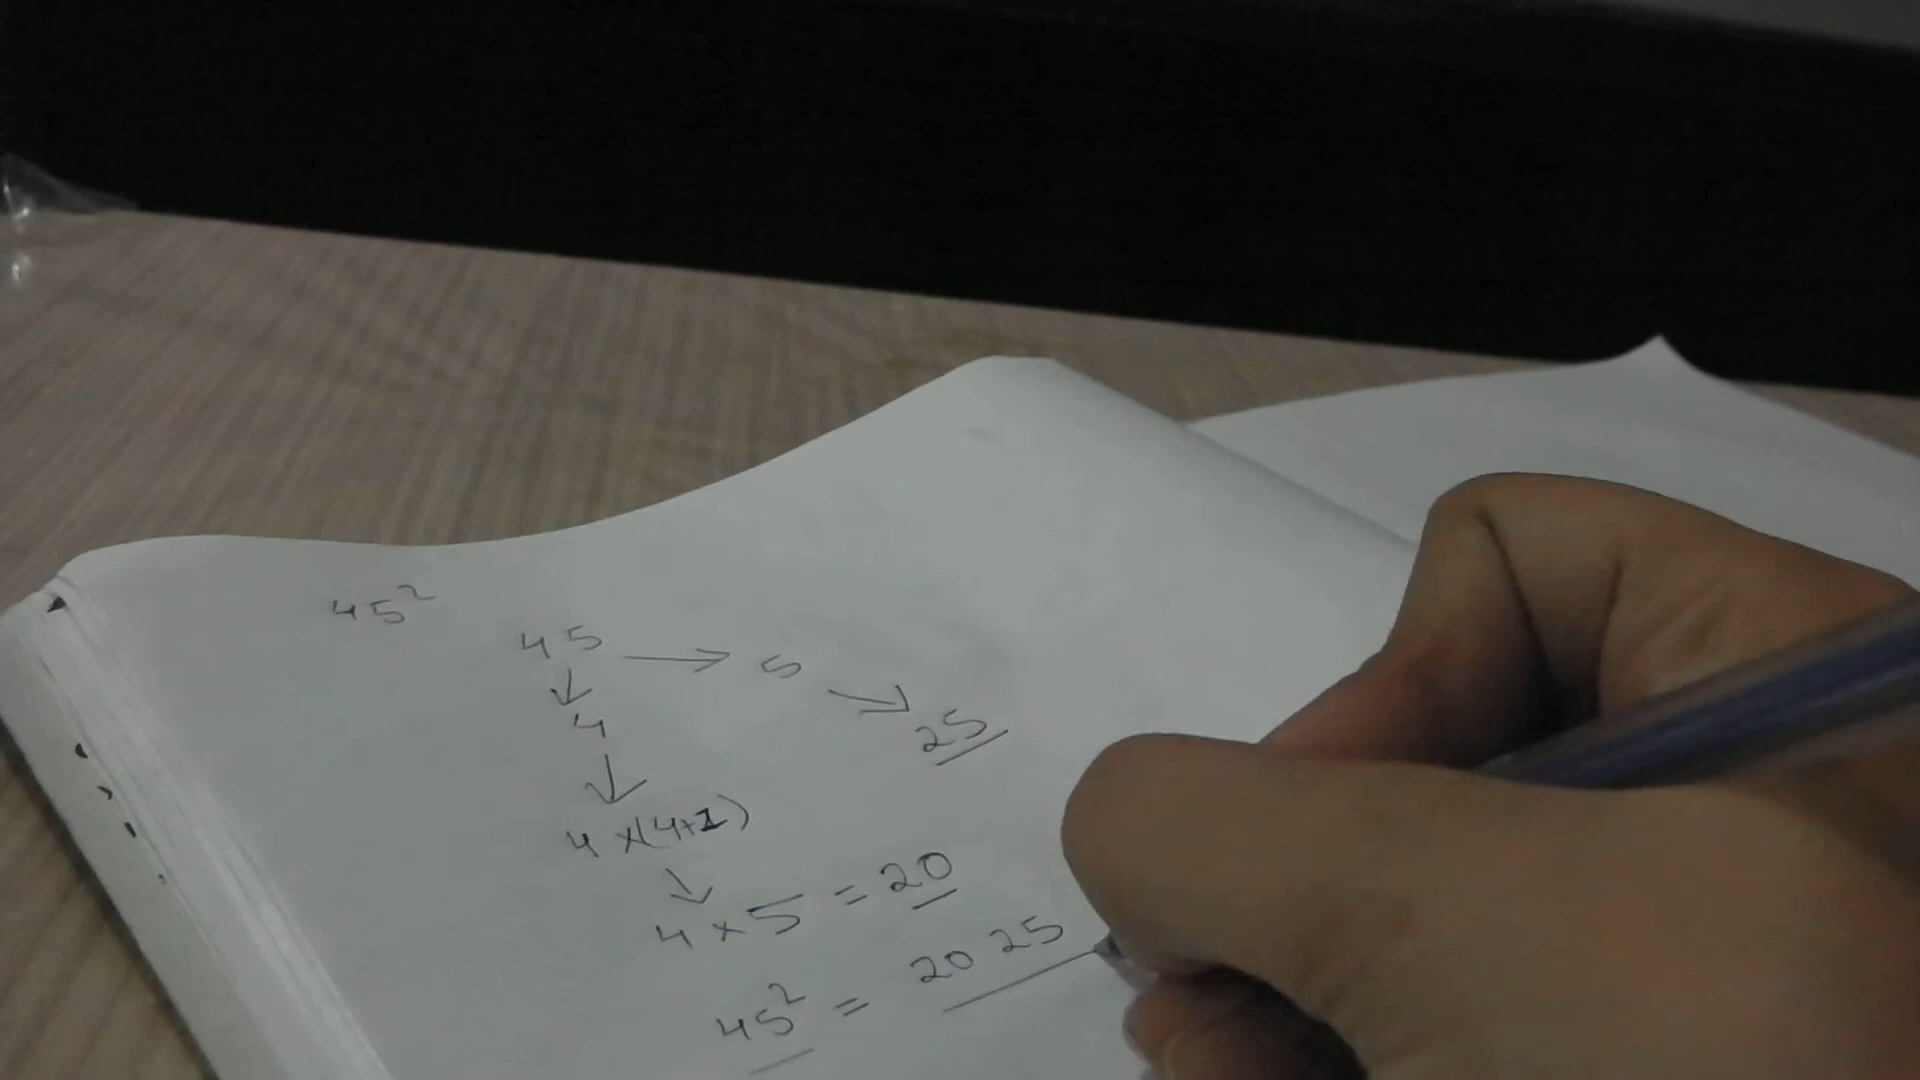 45²
45 → 5 → 25
↓
4
↓
4 ×(4+1)
↓
4 × 5 = 20
45² = 20 25